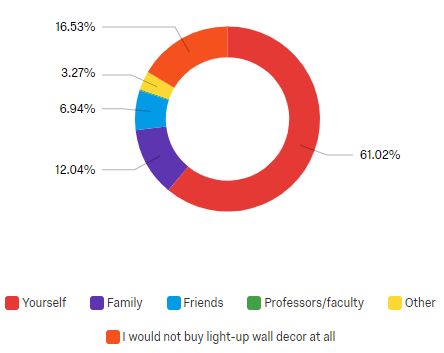 16.53%
3.27%
6.94%
61.02%
12.04%
Yourself Family Friends Professors/faculty Other
I would not buy light-up wall decor at all